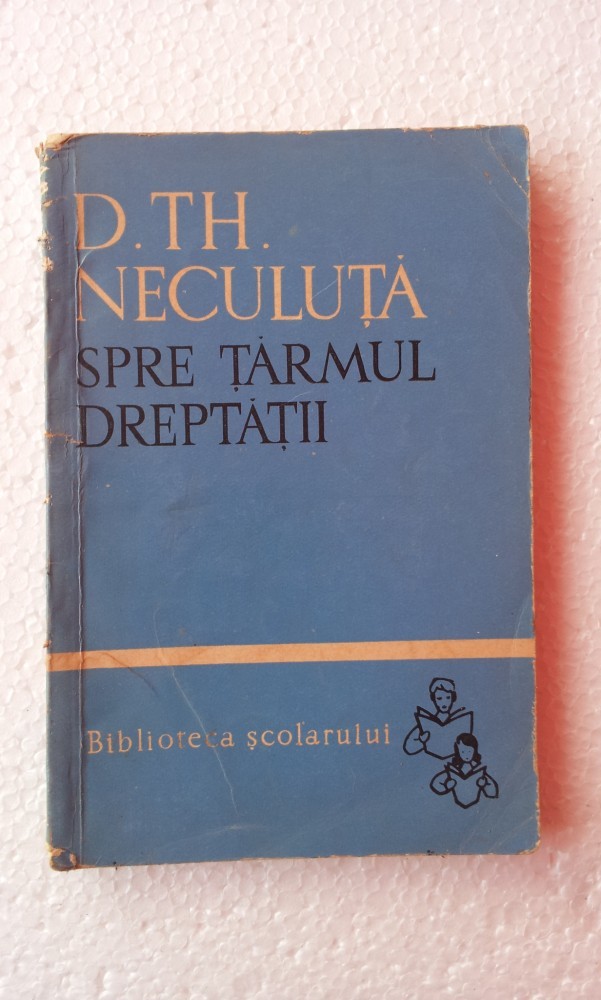 D. TH.
NECULUȚĂ
SPRE ȚĂRMUL
DREPTĂȚII
Biblioteca școlarului